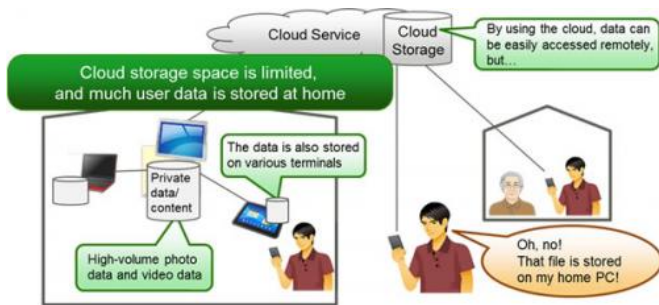 Cloud Service
Cloud
Storage
By using the cloud, data can
be easily accessed remotely,
but...
Cloud storage space is limited,
and much user data is stored at home
The data is also stored
on various terminals
Private
data/
content
High-volume photo
data and video data
Oh, no!
That file is stored
on my home PC!